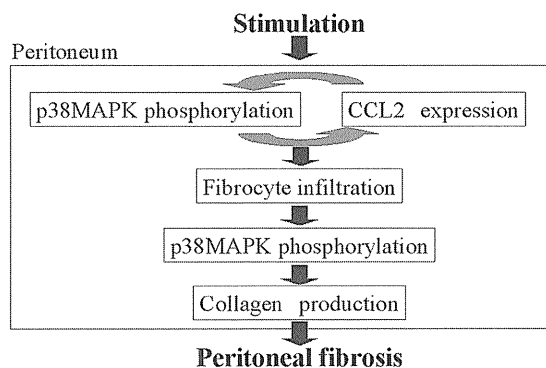 Stimulation
Peritoneum
p38MAPK phosphorylation
CCL2 expression
Fibrocyte infiltration
p38MAPK phosphorylation
Collagen production
Peritoneal fibrosis